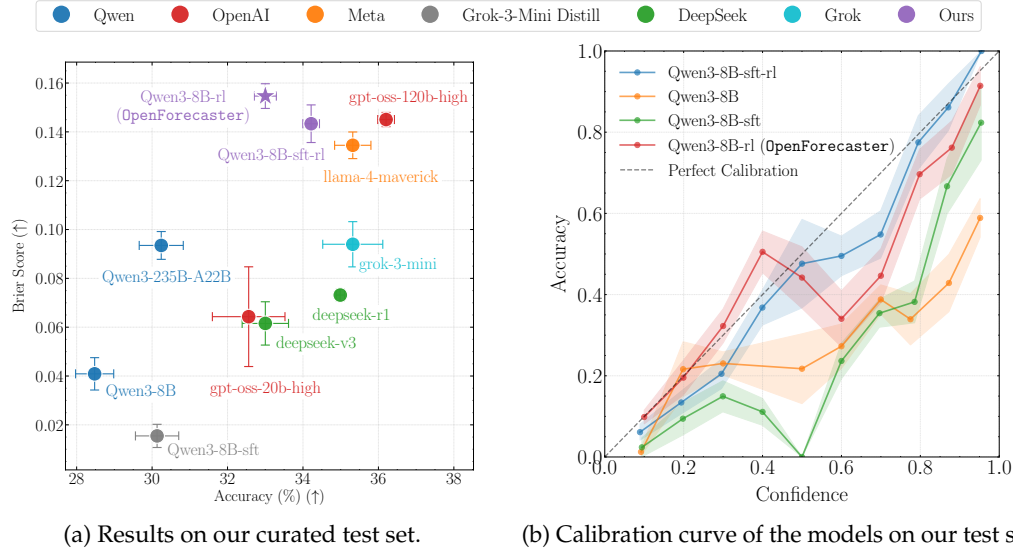 Qwen OpenAI Meta Grok-3-Mini Distill DeepSeek Grok Ours
0.16
0.14
0.12
0.10
0.08
0.06
0.04
0.02
Brier Score (↑)
Qwen3-8B-rl
(OpenForecaster)
gpt-oss-120b-high
Qwen3-8B-sft-rl
llama-4-maverick
Qwen3-235B-A22B
grok-3-mini
deepseek-r1
deepseek-v3
Qwen3-8B
gpt-oss-20b-high
Qwen3-8B-sft
28 30 32 34 36 38
Accuracy (%) (↑)
(a) Results on our curated test set.
1.0
0.8
0.6
0.4
0.2
0
Accuracy
Qwen3-8B-sft-rl
Qwen3-8B
Qwen3-8B-sft
Qwen3-8B-rl (OpenForecaster)
Perfect Calibration
0.0 0.2 0.4 0.6 0.8 1.0
Confidence
(b) Calibration curve of the models on our test s